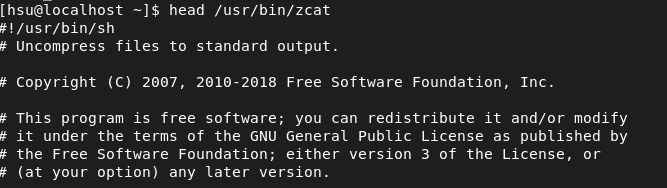 [hsu@localhost ~]$ head /usr/bin/zcat
#!/usr/bin/sh
# Uncompress files to standard output.
# Copyright (C) 2007, 2010-2018 Free Software Foundation, Inc.
# This program is free software; you can redistribute it and/or modify
# it under the terms of the GNU General Public License as published by
# the Free Software Foundation; either version 3 of the License, or
# (at your option) any later version.